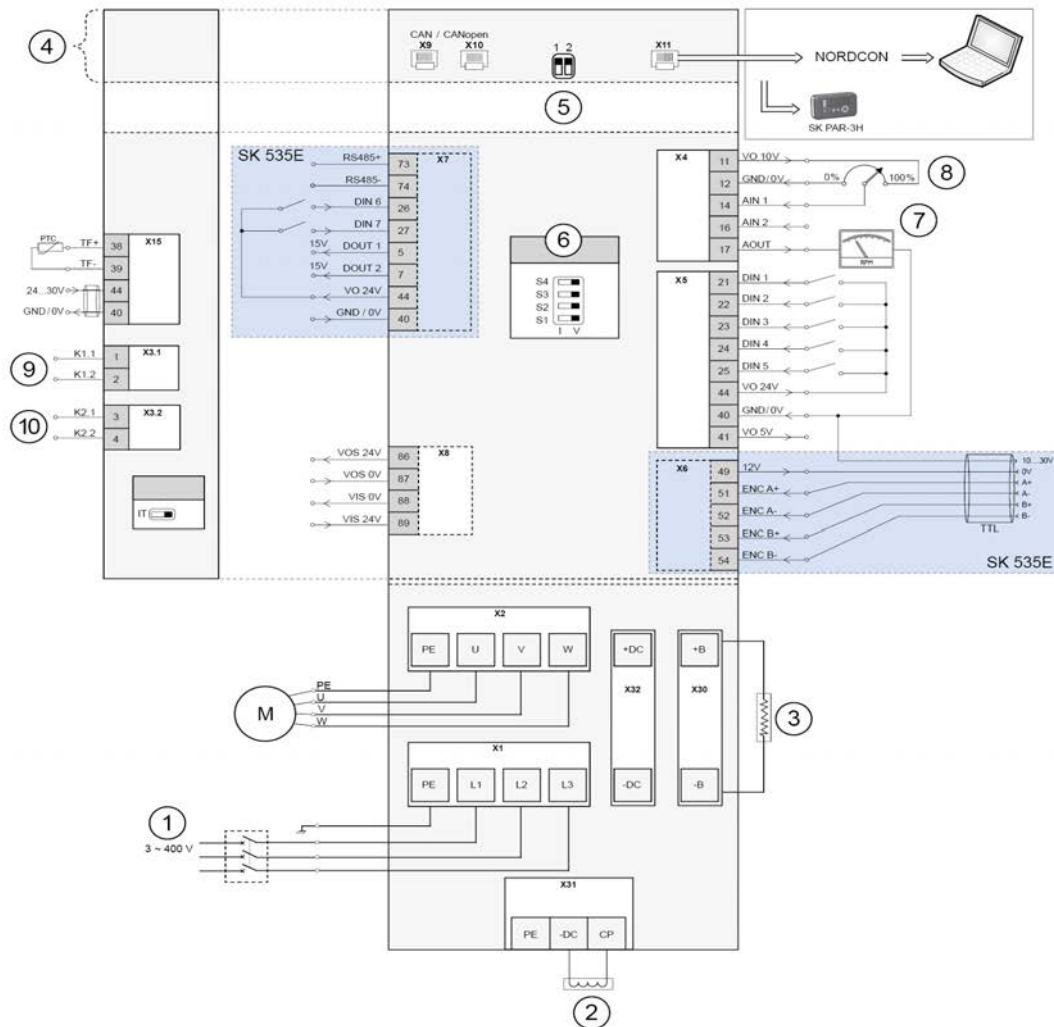 4
CAN / CANopen
X9 X10
1 2
X11
NORDCON
SK PAR-3H
5
SK 535E
X7
RS485+ 73
RS485- 74
DIN 6 26
DIN 7 27
15V DOUT 1 5
15V DOUT 2 7
VO 24V 44
GND / 0V 40
X4
11 VO 10V
12 GND/0V
0% 100%
8
14 AIN 1
16 AIN 2
17 AOUT
7
RPM
6
S4
S3
S2
S1
I V
X5
21 DIN 1
22 DIN 2
23 DIN 3
24 DIN 4
25 DIN 5
44 VO 24V
40 GND/0V
41 VO 5V
X15
PTC
TF+ 38
TF- 39
24...30V 44
GND/0V 40
9
K1.1 1
X3.1
K1.2 2
10
K2.1 3
X3.2
K2.2 4
IT
X8
VOS 24V 86
VOS 0V 87
VIS 0V 88
VIS 24V 89
X6
49 12V
51 ENC A+
52 ENC A-
53 ENC B+
54 ENC B-
10...30V
0V
A+
A-
B+
B-
TTL
SK 535E
X2
PE U V W
M
PE
U
V
W
+DC
X32
-DC
+B
X30
-B
3
X1
PE L1 L2 L3
1
3 ~ 400 V
X31
PE -DC CP
2